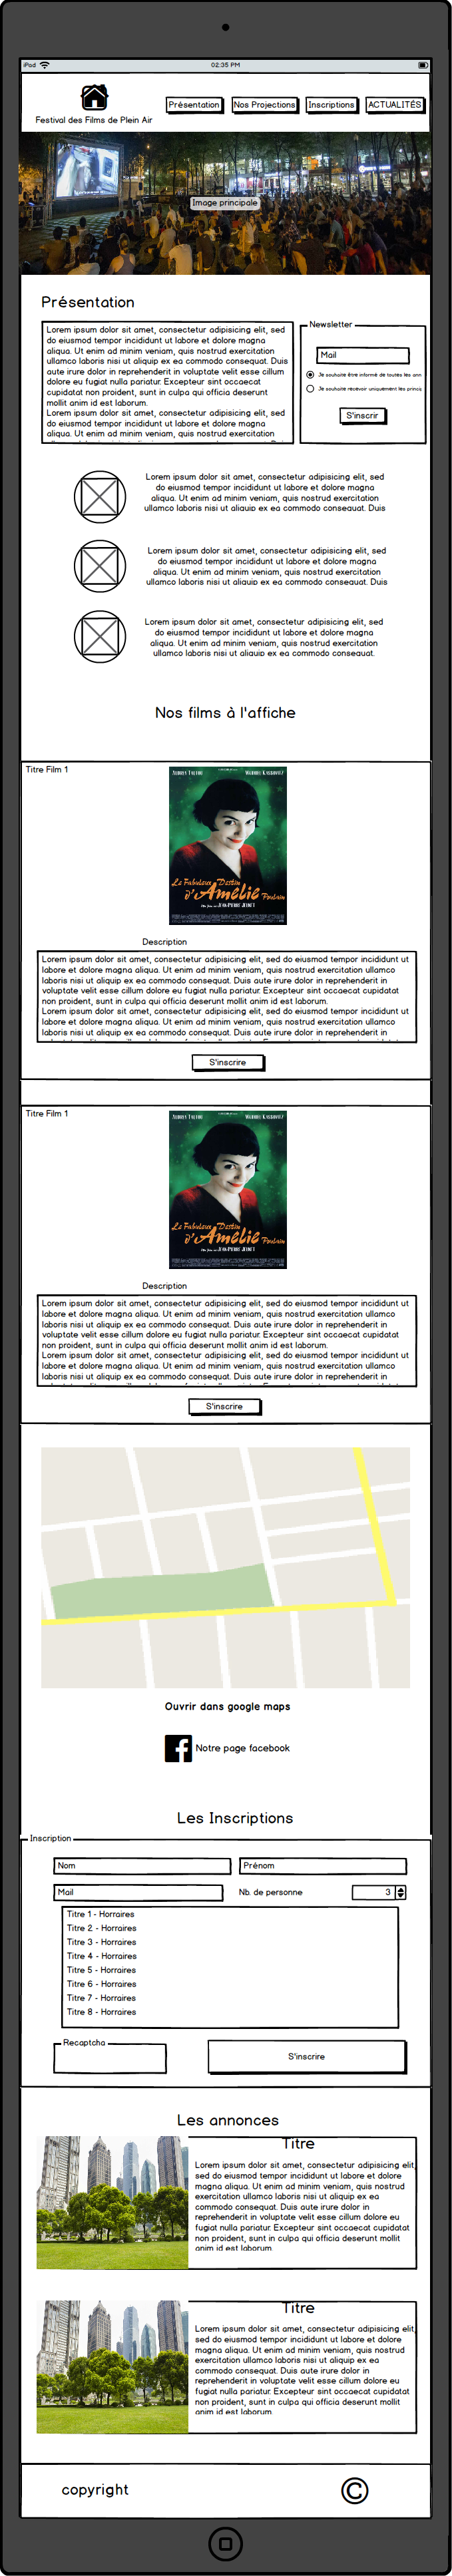 iPad
02:35 PM
Festival des Films de Plein Air
Présentation
Nos Projections
Inscriptions
ACTUALITÉS
Image principale
Présentation
Lorem ipsum dolor sit amet, consectetur adipisicing elit, sed
do eiusmod tempor incididunt ut labore et dolore magna
aliqua. Ut enim ad minim veniam, quis nostrud exercitation
ullamco laboris nisi ut aliquip ex ea commodo consequat. Duis
aute irure dolor in reprehenderit in voluptate velit esse cillum
dolore eu fugiat nulla pariatur. Excepteur sint occaecat
cupidatat non proident, sunt in culpa qui officia deserunt
mollit anim id est laborum.
Lorem ipsum dolor sit amet, consectetur adipisicing elit, sed
do eiusmod tempor incididunt ut labore et dolore magna
aliqua. Ut enim ad minim veniam, quis nostrud exercitation
Newsletter
Mail
Je souhaite être informé de toutes les ann
Je souhaite recevoir uniquement les princip
S'inscrir
Lorem ipsum dolor sit amet, consectetur adipisicing elit, sed
do eiusmod tempor incididunt ut labore et dolore magna
aliqua. Ut enim ad minim veniam, quis nostrud exercitation
ullamco laboris nisi ut aliquip ex ea commodo consequat. Duis
Lorem ipsum dolor sit amet, consectetur adipisicing elit, sed
do eiusmod tempor incididunt ut labore et dolore magna
aliqua. Ut enim ad minim veniam, quis nostrud exercitation
ullamco laboris nisi ut aliquip ex ea commodo consequat. Duis
Lorem ipsum dolor sit amet, consectetur adipisicing elit, sed
do eiusmod tempor incididunt ut labore et dolore magna
aliqua. Ut enim ad minim veniam, quis nostrud exercitation
ullamco laboris nisi ut aliquip ex ea commodo consequat.
Nos films à l'affiche
Titre Film 1
Audrey Tautou
Mathieu Kassovitz
Le Fabuleux Destin
d'Amélie Poulain
Jean-Pierre Jeunet
Description
Lorem ipsum dolor sit amet, consectetur adipisicing elit, sed do eiusmod tempor incididunt ut
labore et dolore magna aliqua. Ut enim ad minim veniam, quis nostrud exercitation ullamco
laboris nisi ut aliquip ex ea commodo consequat. Duis aute irure dolor in reprehenderit in
voluptate velit esse cillum dolore eu fugiat nulla pariatur. Excepteur sint occaecat cupidatat
non proident, sunt in culpa qui officia deserunt mollit anim id est laborum.
Lorem ipsum dolor sit amet, consectetur adipisicing elit, sed do eiusmod tempor incididunt ut
labore et dolore magna aliqua. Ut enim ad minim veniam, quis nostrud exercitation ullamco
laboris nisi ut aliquip ex ea commodo consequat. Duis aute irure dolor in reprehenderit in
S'inscrire
Titre Film 1
Audrey Tautou
Mathieu Kassovitz
Le Fabuleux Destin
d'Amélie Poulain
Jean-Pierre Jeunet
Description
Lorem ipsum dolor sit amet, consectetur adipisicing elit, sed do eiusmod tempor incididunt ut
labore et dolore magna aliqua. Ut enim ad minim veniam, quis nostrud exercitation ullamco
laboris nisi ut aliquip ex ea commodo consequat. Duis aute irure dolor in reprehenderit in
voluptate velit esse cillum dolore eu fugiat nulla pariatur. Excepteur sint occaecat cupidatat
non proident, sunt in culpa qui officia deserunt mollit anim id est laborum.
Lorem ipsum dolor sit amet, consectetur adipisicing elit, sed do eiusmod tempor incididunt ut
labore et dolore magna aliqua. Ut enim ad minim veniam, quis nostrud exercitation ullamco
laboris nisi ut aliquip ex ea commodo consequat. Duis aute irure dolor in reprehenderit in
S'inscrire
Ouvrir dans google maps
Notre page facebook
Les Inscriptions
Inscription
Nom
Prénom
Mail
Nb. de personne
3
Titre 1 - Horraires
Titre 2 - Horraires
Titre 3 - Horraires
Titre 4 - Horraires
Titre 5 - Horraires
Titre 6 - Horraires
Titre 7 - Horraires
Titre 8 - Horraires
Recaptcha
S'inscrire
Les annonces
Titre
Lorem ipsum dolor sit amet, consectetur adipisicing elit,
sed do eiusmod tempor incididunt ut labore et dolore
magna aliqua. Ut enim ad minim veniam, quis nostrud
exercitation ullamco laboris nisi ut aliquip ex ea
commodo consequat. Duis aute irure dolor in
reprehenderit in voluptate velit esse cillum dolore eu
fugiat nulla pariatur. Excepteur sint occaecat cupidatat
non proident, sunt in culpa qui officia deserunt mollit
anim id est laborum.
Titre
Lorem ipsum dolor sit amet, consectetur adipisicing elit,
sed do eiusmod tempor incididunt ut labore et dolore
magna aliqua. Ut enim ad minim veniam, quis nostrud
exercitation ullamco laboris nisi ut aliquip ex ea
commodo consequat. Duis aute irure dolor in
reprehenderit in voluptate velit esse cillum dolore eu
fugiat nulla pariatur. Excepteur sint occaecat cupidatat
non proident, sunt in culpa qui officia deserunt mollit
anim id est laborum.
copyright
©